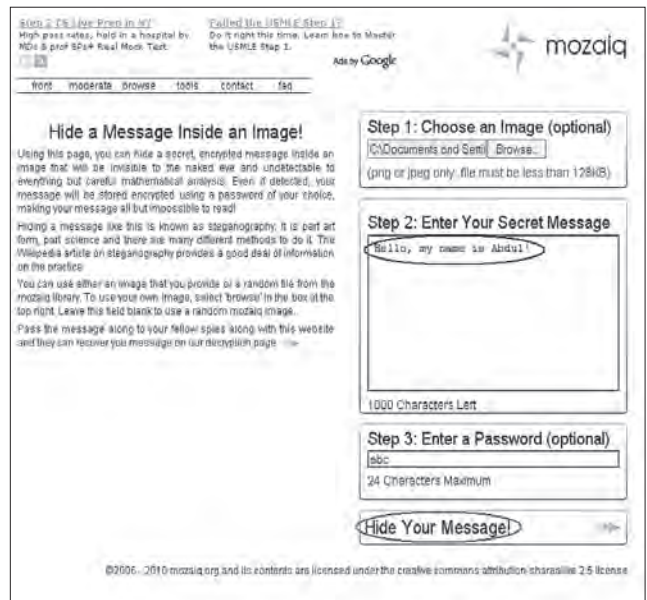 Step 2 CS Live Prep in NY
High pass rates, held in a hospital by
MDs & prof SPs+ Real Mock Test
Failed the USMLE Step 1?
Do it right this time. Learn how to Master
the USMLE Step 1.
Ads by Google
mozaiq
front moderate browse tools contact faq
Hide a Message Inside an Image!
Using this page, you can hide a secret, encrypted message inside an
image that will be invisible to the naked eye and undetectable to
everything but careful mathematical analysis. Even if detected, your
message will be stored encrypted using a password of your choice,
making your message all but impossible to read!
Hiding a message like this is known as steganography. It is part art
form, part science and there are many different methods to do it. The
Wikipedia article on steganography provides a good deal of information
on the practice.
You can use either an image that you provide or a random file from the
mozaiq library. To use your own image, select 'browse' in the box at the
top right. Leave this field blank to use a random mozaiq image.
Pass the message along to your fellow spies along with this website
and they can recover you message on our decryption page
Step 1: Choose an Image (optional)
C:\Documents and Setti Browse...
(png or jpeg only. file must be less than 128KB)
Step 2: Enter Your Secret Message
Hello, my name is Abdul!
1000 Characters Left
Step 3: Enter a Password (optional)
abc
24 Characters Maximum
Hide Your Message!
©2006 - 2010 mozaiq.org and its contents are licensed under the creative commons attribution-sharealike 2.5 license